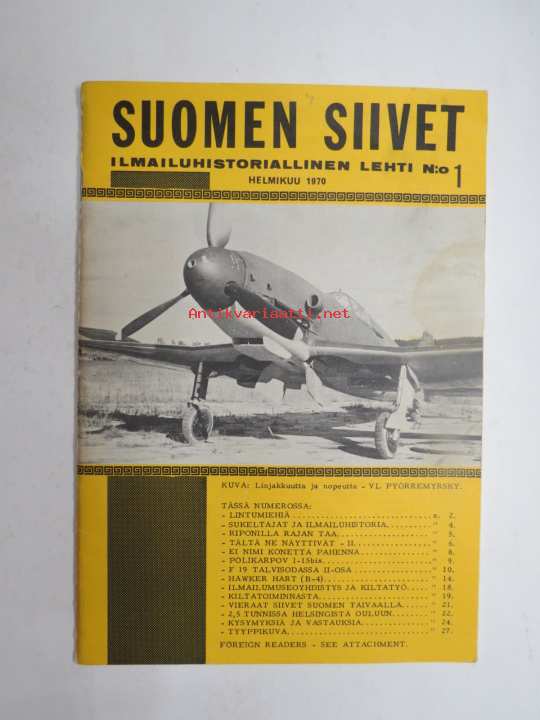 SUOMEN SIIVET
ILMAILUHISTORIALLINEN LEHTI N:o 1
HELMIKUU 1970
Antikvariaatti.net
KUVA: Linjakkuutta ja nopeutta - VL PYÖRREMYRSKY.
TÄSSÄ NUMEROSSA:
- LINTUMIEHIÄ .......... s. 2.
- SUKELTAJAT JA ILMAILUHISTORIA. ..... " 4.
- RIPONILLA RAJAN TAA. .......... " 5.
- TÄLTÄ NE NÄYTTIVÄT - II. .......... " 6.
- EI NIMI KONETTA PAHENNA .......... " 8.
- POLIKARPOV I-15bis. .......... " 9.
- F 19 TALVISODASSA II-OSA .......... " 10.
- HAWKER HART (B-4). .......... " 14.
- ILMAILUMUSEOYHDISTYS JA KILTATYÖ. .. " 18.
- KILTATOIMINNASTA. .......... " 19.
- VIERAAT SIIVET SUOMEN TAIVAALLA. .... " 21.
- 2,5 TUNNISSA HELSINGISTÄ OULUUN. .... " 22.
- KYSYMYKSIÄ JA VASTAUKSIA. .......... " 24.
- TYYPPIKUVA. .......... " 27.
FOREIGN READERS - SEE ATTACHMENT.